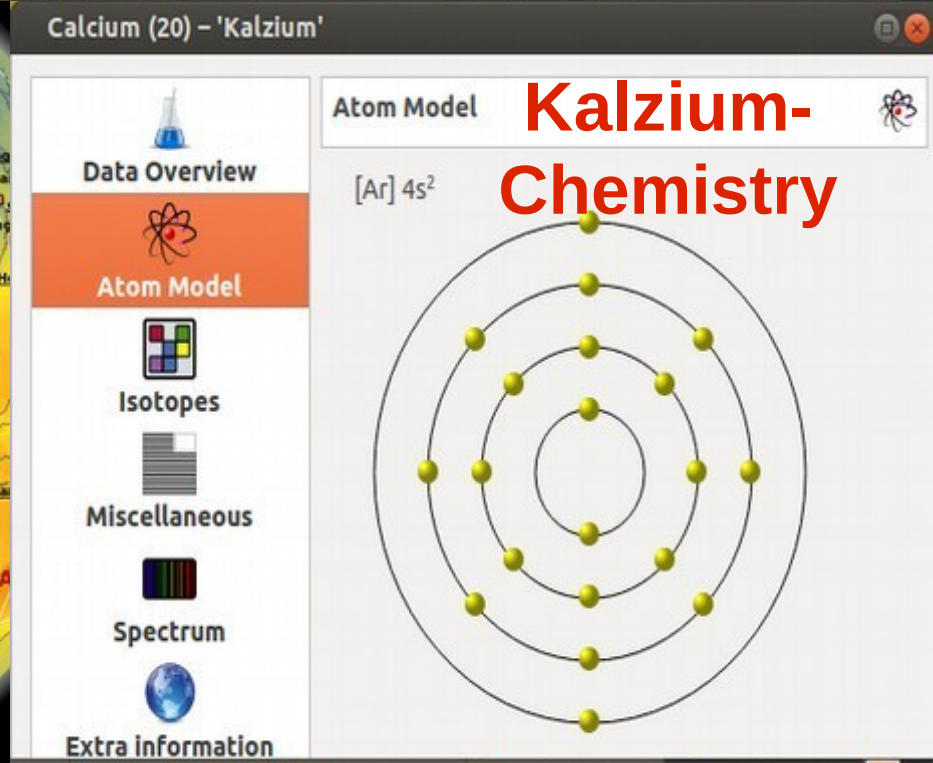 Calcium (20) – 'Kalzium'
Data Overview
Atom Model
Isotopes
Miscellaneous
Spectrum
Extra information
Atom Model
Kalzium-
Chemistry
[Ar] 4s²